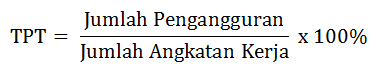 TPT = Jumlah Pengangguran / Jumlah Angkatan Kerja x 100%